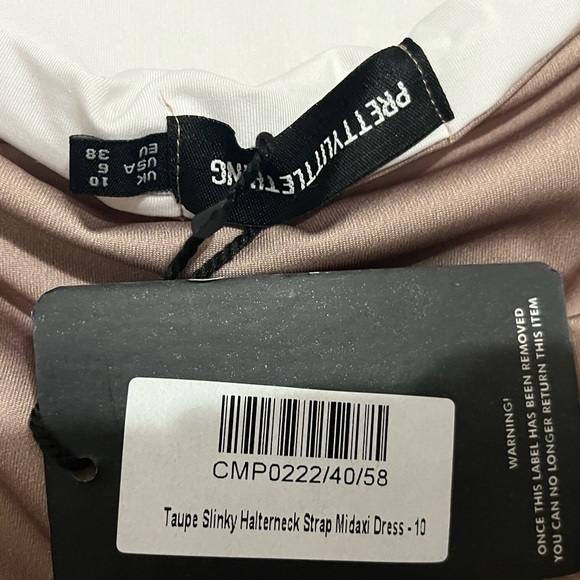 PRETTYLITTLETHING
UK 10
USA 6
EU 38
CMP0222/40/58
Taupe Slinky Halterneck Strap Midaxi Dress - 10
WARNING!
ONCE THIS LABEL HAS BEEN REMOVED
YOU CAN NO LONGER RETURN THIS ITEM